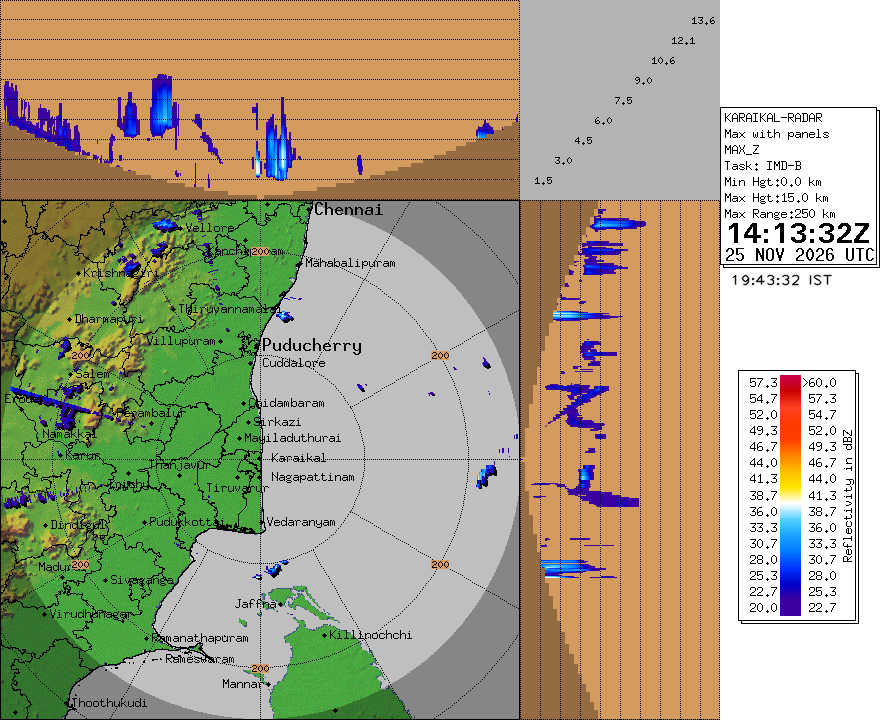 13.6
12.1
10.6
9.0
7.5
6.0
4.5
3.0
1.5
KARAIKAL-RADAR
Max with panels
MAX_Z
Task: IMD-B
Min Hgt:0.0 km
Max Hgt:15.0 km
Max Range:250 km
14:13:32Z
25 NOV 2026 UTC
19:43:32 IST
Chennai
Vellore
200
Mahabalipuram
Krishnagiri
Thiruvannamalai
Dharmapuri
Villupuram
Puducherry
200
200
Cuddalore
Salem
Chidambaram
Perambalur
Sirkazi
Namakkal
Mayiladuthurai
Karur
Karaikal
Thanjavur
Nagapattinam
Tiruvarur
Dindigul
Pudukkottai
Vedaranyam
200
200
Madurai
Sivaganga
Jaffna
Virudhunagar
Ramanathapuram
Killinochchi
Rameswaram
200
Mannar
Thoothukudi
57.3 >60.0
54.7 57.3
52.0 54.7
49.3 52.0
46.7 49.3
44.0 46.7
41.3 44.0
38.7 41.3
36.0 38.7
33.3 36.0
30.7 33.3
28.0 30.7
25.3 28.0
22.7 25.3
20.0 22.7
Reflectivity in dBZ